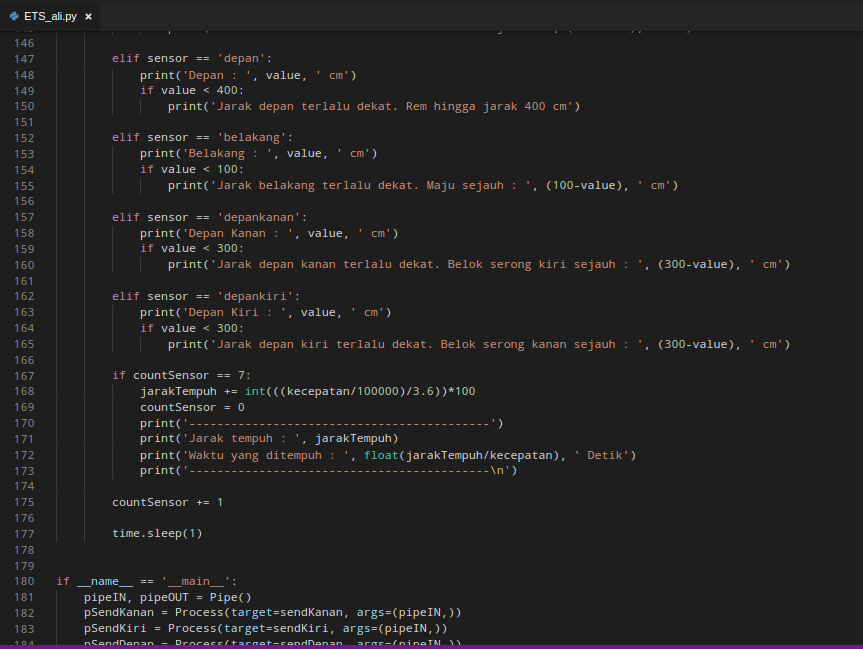 ETS_ali.py ×
146
147 elif sensor == 'depan':
148 print('Depan : ', value, ' cm')
149 if value < 400:
150 print('Jarak depan terlalu dekat. Rem hingga jarak 400 cm')
151
152 elif sensor == 'belakang':
153 print('Belakang : ', value, ' cm')
154 if value < 100:
155 print('Jarak belakang terlalu dekat. Maju sejauh : ', (100-value), ' cm')
156
157 elif sensor == 'depankanan':
158 print('Depan Kanan : ', value, ' cm')
159 if value < 300:
160 print('Jarak depan kanan terlalu dekat. Belok serong kiri sejauh : ', (300-value), ' cm')
161
162 elif sensor == 'depankiri':
163 print('Depan Kiri : ', value, ' cm')
164 if value < 300:
165 print('Jarak depan kiri terlalu dekat. Belok serong kanan sejauh : ', (300-value), ' cm')
166
167 if countSensor == 7:
168 jarakTempuh += int(((kecepatan/100000)/3.6))*100
169 countSensor = 0
170 print('-------------------------------------------')
171 print('Jarak tempuh : ', jarakTempuh)
172 print('Waktu yang ditempuh : ', float(jarakTempuh/kecepatan), ' Detik')
173 print('-------------------------------------------\n')
174
175 countSensor += 1
176
177 time.sleep(1)
178
179
180 if __name__ == '__main__':
181 pipeIN, pipeOUT = Pipe()
182 pSendKanan = Process(target=sendKanan, args=(pipeIN,))
183 pSendKiri = Process(target=sendKiri, args=(pipeIN,))
184 pSendDepan = Process(target=sendDepan, args=(pipeIN,))